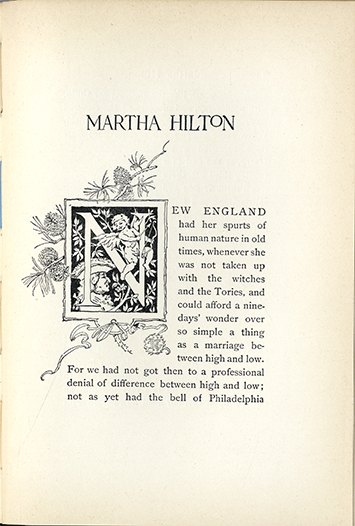 MARTHA HILTON
NEW ENGLAND
had her spurts of
human nature in old
times, whenever she
was not taken up
with the witches
and the Tories, and
could afford a nine-
days' wonder over
so simple a thing
as a marriage be-
tween high and low.
For we had not got then to a professional
denial of difference between high and low;
not as yet had the bell of Philadelphia